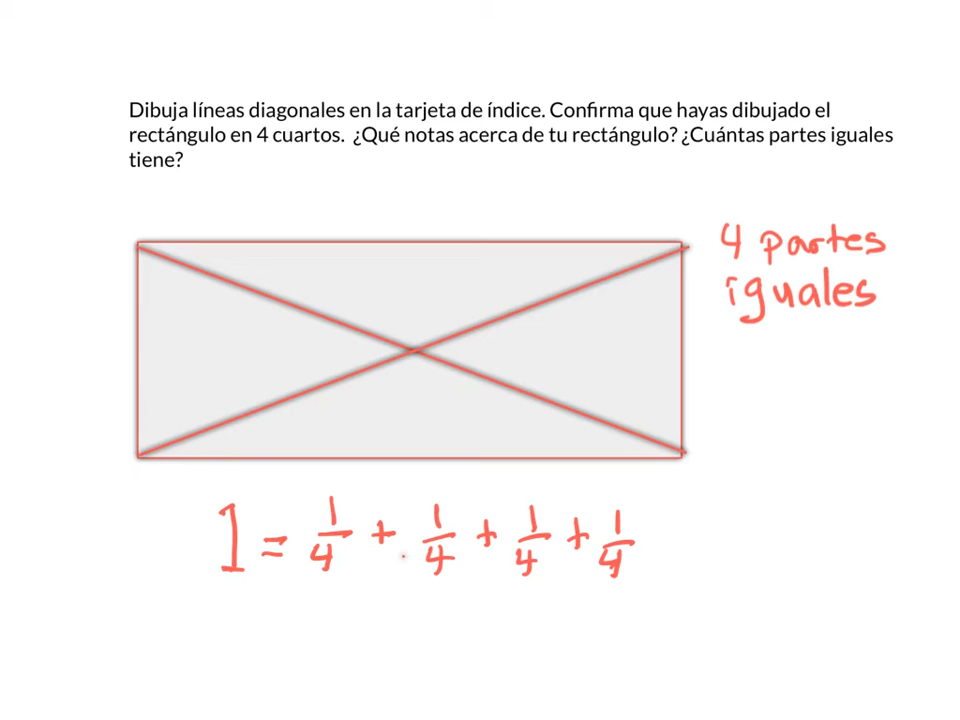 Dibuja líneas diagonales en la tarjeta de índice. Confirma que hayas dibujado el
rectángulo en 4 cuartos. ¿Qué notas acerca de tu rectángulo? ¿Cuántas partes iguales
tiene?
4 partes
iguales
1 = 1/4 + 1/4 + 1/4 + 1/4